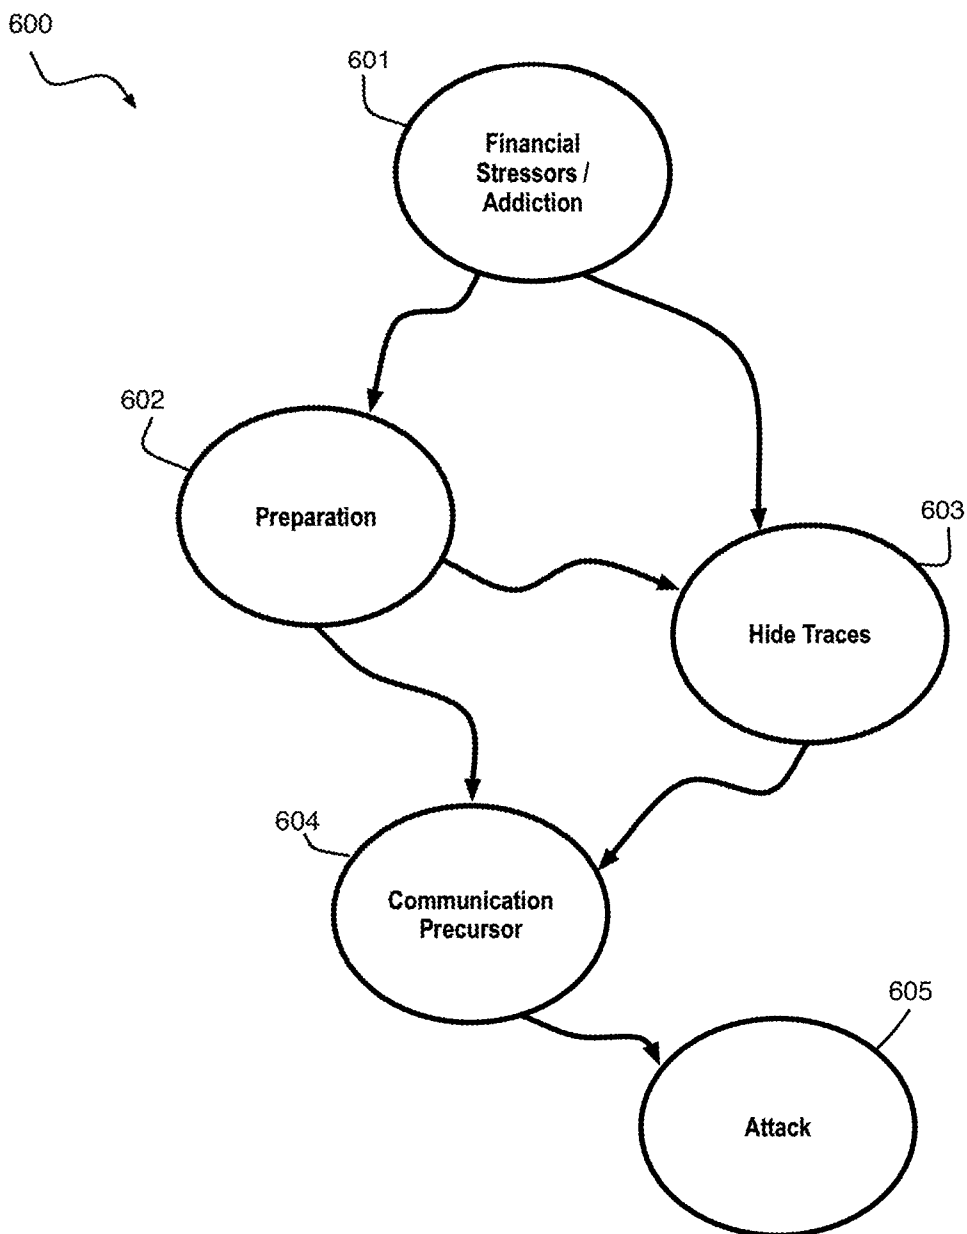 600
601
Financial
Stressors /
Addiction
602
Preparation
603
Hide Traces
604
Communication
Precursor
605
Attack